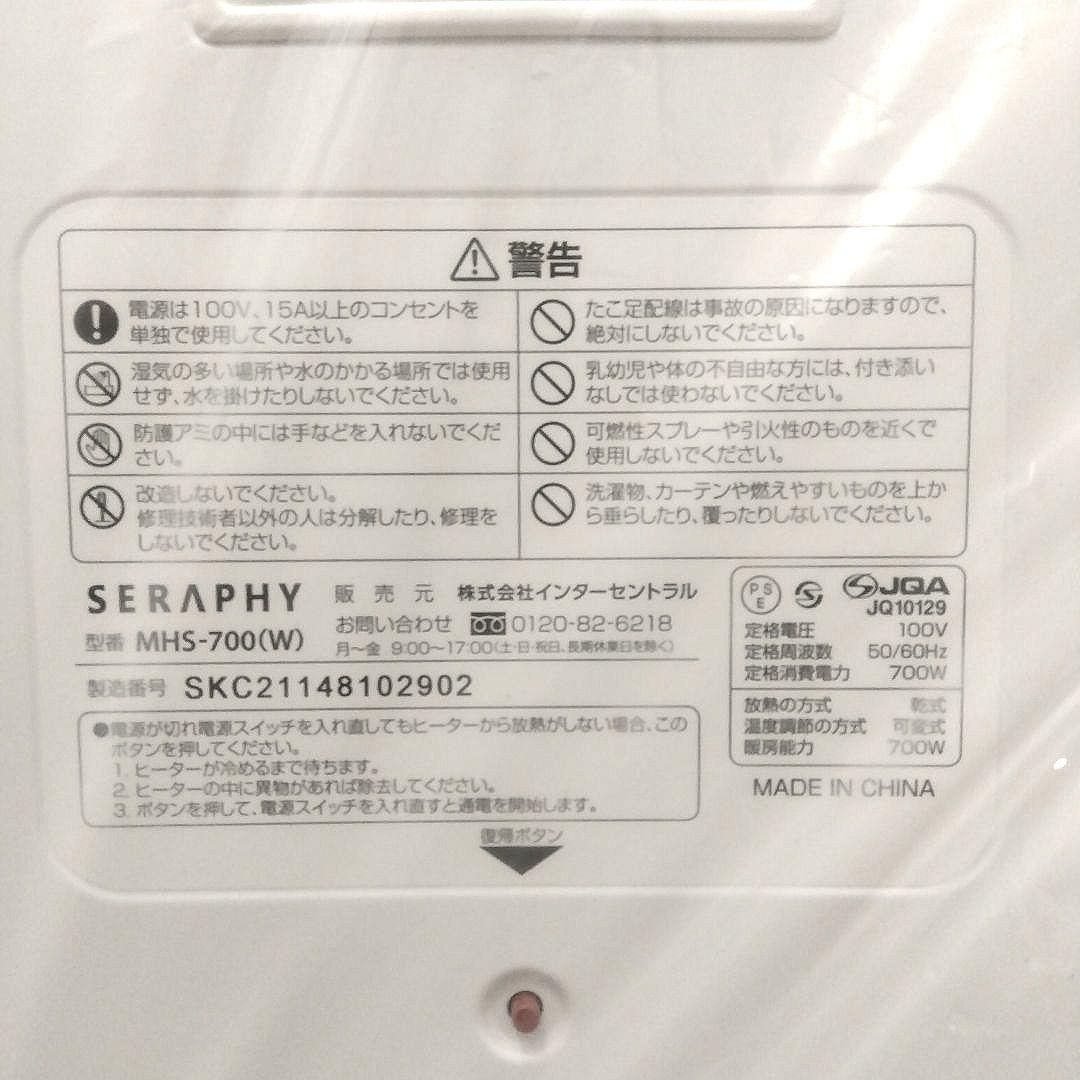 警告
電源は100V、15A以上のコンセントを
単独で使用してください。
たこ足配線は事故の原因になりますので、
絶対にしないでください。
湿気の多い場所や水のかかる場所では使用
せず、水を掛けたりしないでください。
乳幼児や体の不自由な方には、付き添い
なしでは使わないでください。
防護アミの中には手などを入れないでくだ
さい。
可燃性スプレーや引火性のものを近くで
使用しないでください。
改造しないでください。
修理技術者以外の人は分解したり、修理を
しないでください。
洗濯物、カーテンや燃えやすいものを上か
ら垂らしたり、覆ったりしないでください。
SERAPHY 販売元 株式会社インターセントラル
型番 MHS-700(W)
お問い合わせ 0120-82-6218
月〜金 9:00〜17:00(土・日・祝日、長期休業日を除く)
製造番号 SKC21148102902
●電源が切れ電源スイッチを入れ直してもヒーターから放熱がしない場合、この
ボタンを押してください。
1. ヒーターが冷めるまで待ちます。
2. ヒーターの中に異物があれば除去してください。
3. ボタンを押して、電源スイッチを入れ直すと通電を開始します。
復帰ボタン
PSE
JQA
JQ10129
定格電圧 100V
定格周波数 50/60Hz
定格消費電力 700W
放熱の方式 乾式
温度調節の方式 可変式
暖房能力 700W
MADE IN CHINA